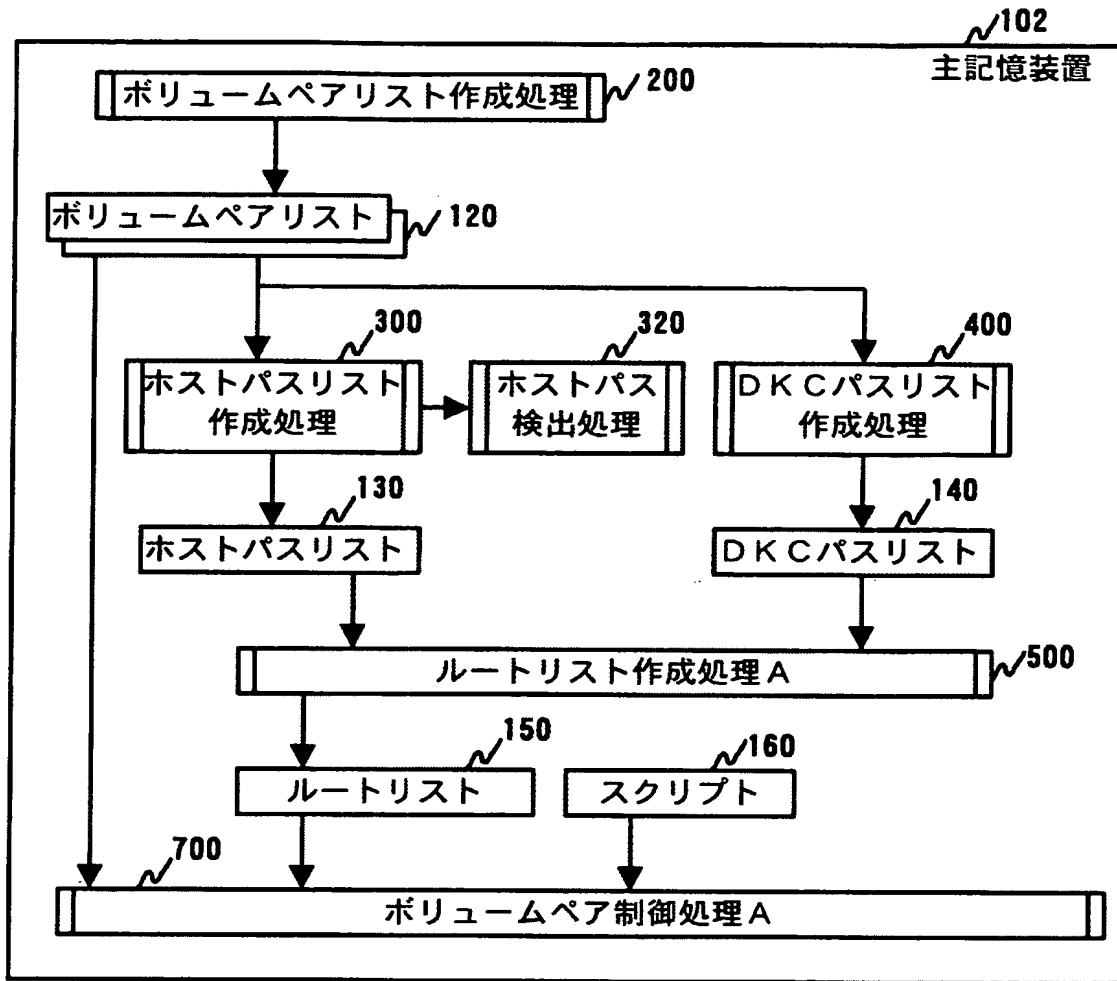 102
主記憶装置
ボリュームペアリスト作成処理
200
ボリュームペアリスト
120
300
320
400
ホストパスリスト
作成処理
ホストパス
検出処理
DKCパスリスト
作成処理
130
140
ホストパスリスト
DKCパスリスト
ルートリスト作成処理A
500
150
160
ルートリスト
スクリプト
700
ボリュームペア制御処理A